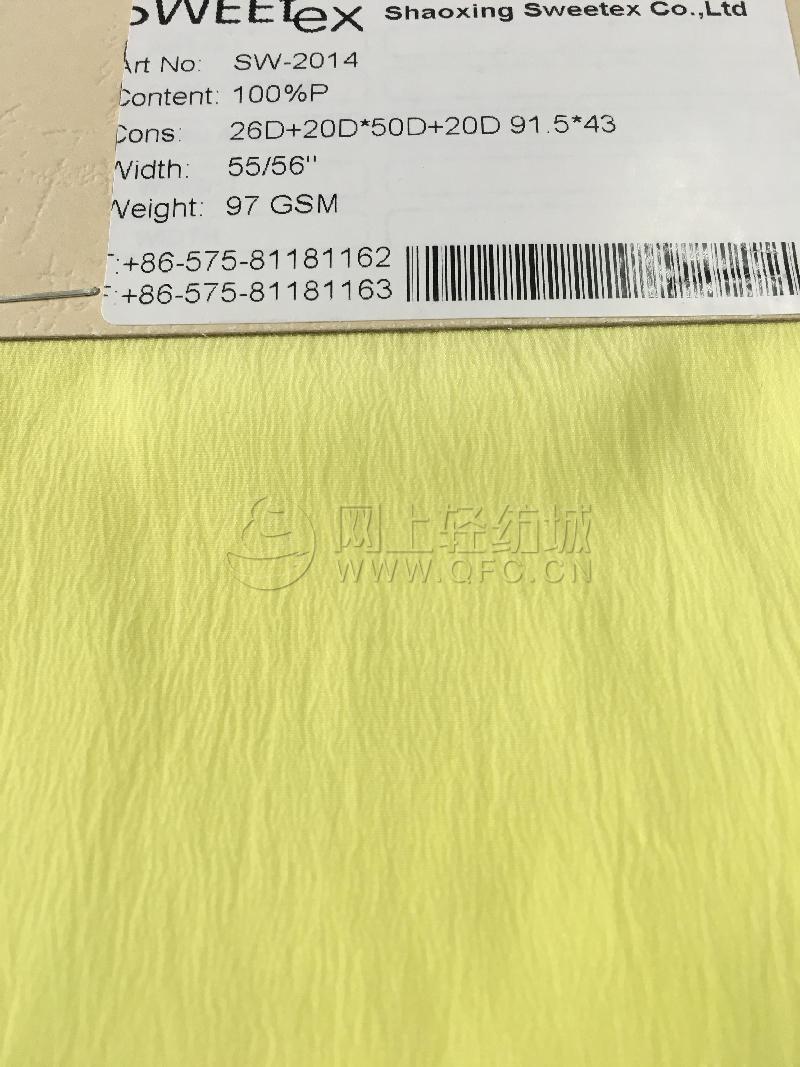 SWEETex Shaoxing Sweetex Co.,Ltd
Art No: SW-2014
Content: 100%P
Cons: 26D+20D*50D+20D 91.5*43
Width: 55/56"
Weight: 97 GSM
T:+86-575-81181162
F:+86-575-81181163
网上轻纺城
WWW.QFC.CN